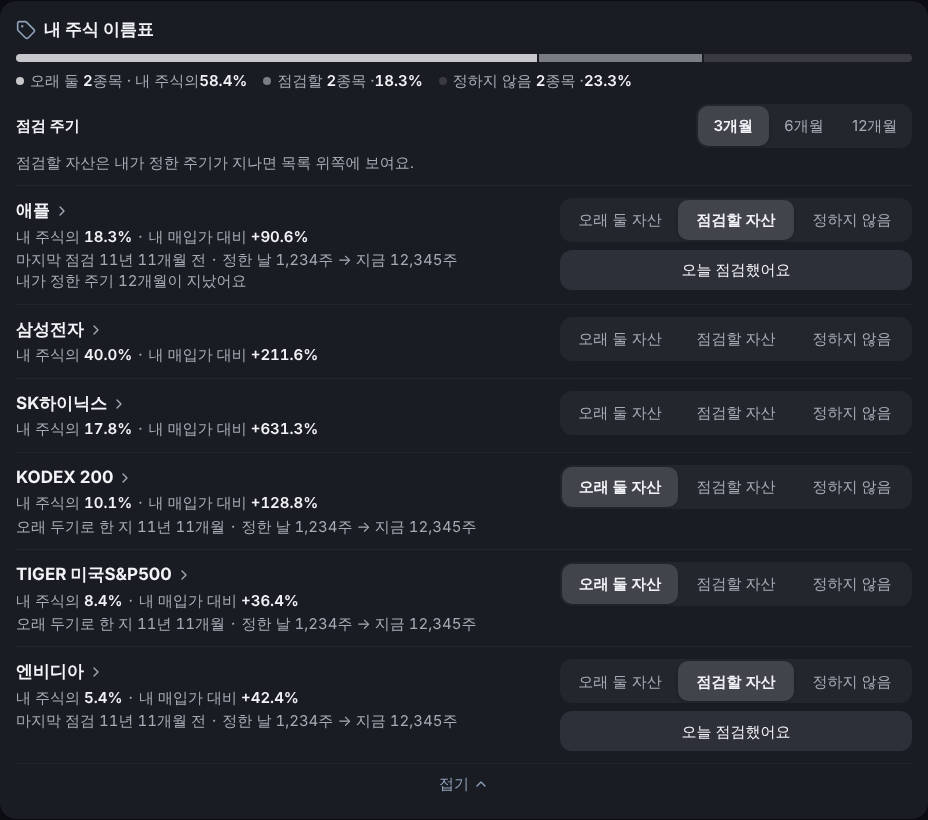 내 주식 이름표
오래 둘 2종목 · 내 주식의58.4% 점검할 2종목 ·18.3% 정하지 않음 2종목 ·23.3%
점검 주기
3개월 6개월 12개월
점검할 자산은 내가 정한 주기가 지나면 목록 위쪽에 보여요.
애플
내 주식의 18.3% · 내 매입가 대비 +90.6%
마지막 점검 11년 11개월 전 · 정한 날 1,234주 → 지금 12,345주
내가 정한 주기 12개월이 지났어요
오래 둘 자산 점검할 자산 정하지 않음
오늘 점검했어요
삼성전자
내 주식의 40.0% · 내 매입가 대비 +211.6%
오래 둘 자산 점검할 자산 정하지 않음
SK하이닉스
내 주식의 17.8% · 내 매입가 대비 +631.3%
오래 둘 자산 점검할 자산 정하지 않음
KODEX 200
내 주식의 10.1% · 내 매입가 대비 +128.8%
오래 두기로 한 지 11년 11개월 · 정한 날 1,234주 → 지금 12,345주
오래 둘 자산 점검할 자산 정하지 않음
TIGER 미국S&P500
내 주식의 8.4% · 내 매입가 대비 +36.4%
오래 두기로 한 지 11년 11개월 · 정한 날 1,234주 → 지금 12,345주
오래 둘 자산 점검할 자산 정하지 않음
엔비디아
내 주식의 5.4% · 내 매입가 대비 +42.4%
마지막 점검 11년 11개월 전 · 정한 날 1,234주 → 지금 12,345주
오래 둘 자산 점검할 자산 정하지 않음
오늘 점검했어요
접기